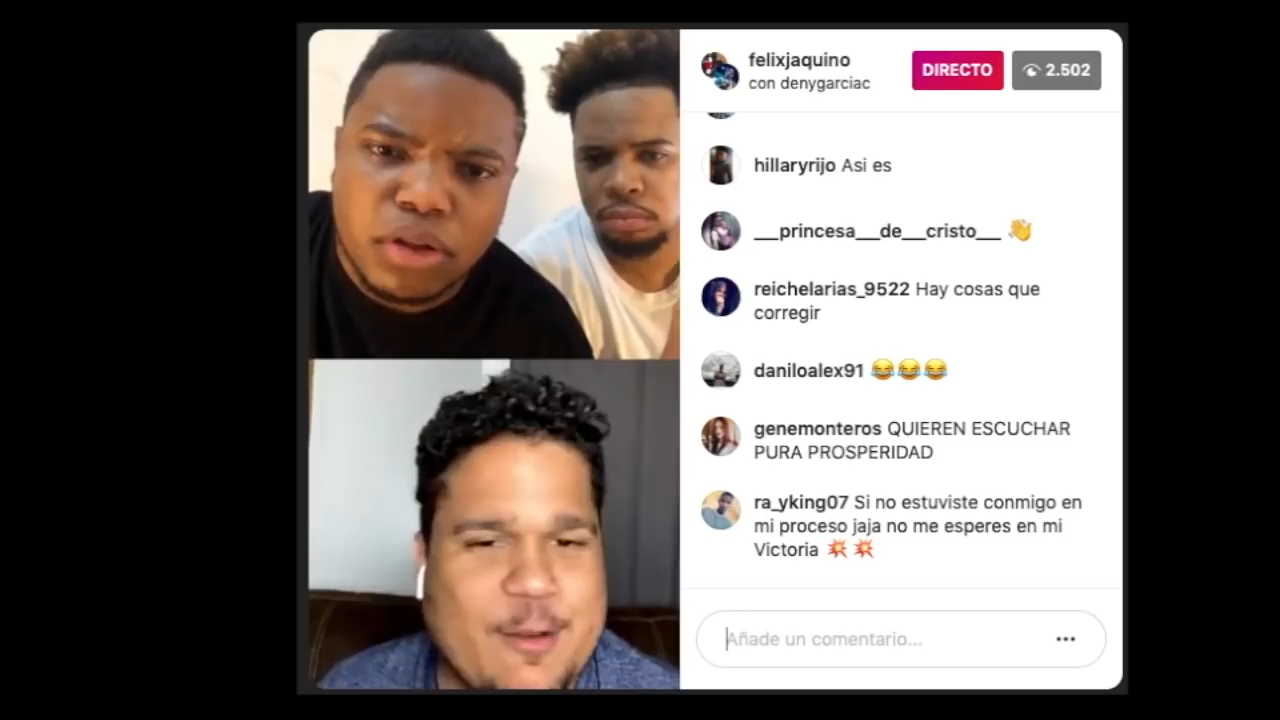 felixjaquino
con denygarciac
DIRECTO
2.502
hillaryrijo Asi es
___princesa__de__cristo___ 👋
reichelarias_9522 Hay cosas que
corregir
daniloalex91 😂😂😂
genemonteros QUIEREN ESCUCHAR
PURA PROSPERIDAD
ra_yking07 Si no estuviste conmigo en
mi proceso jaja no me esperes en mi
Victoria 💥💥
Añade un comentario...